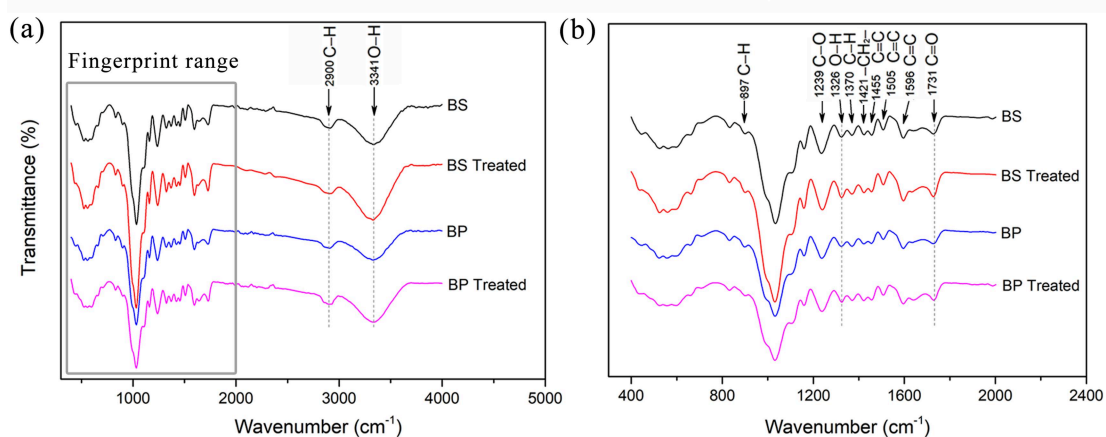 (a)
Fingerprint range
2900 C–H
3341 O–H
BS
BS Treated
BP
BP Treated
Transmittance (%)
1000 2000 3000 4000 5000
Wavenumber (cm-1)
(b)
897 C–H
1239 C–O
1326 O–H
1370 C–H
1421 –CH2–
1455 C=C
1505 C=C
1596 C=C
1731 C=O
BS
BS Treated
BP
BP Treated
400 800 1200 1600 2000 2400
Wavenumber (cm-1)